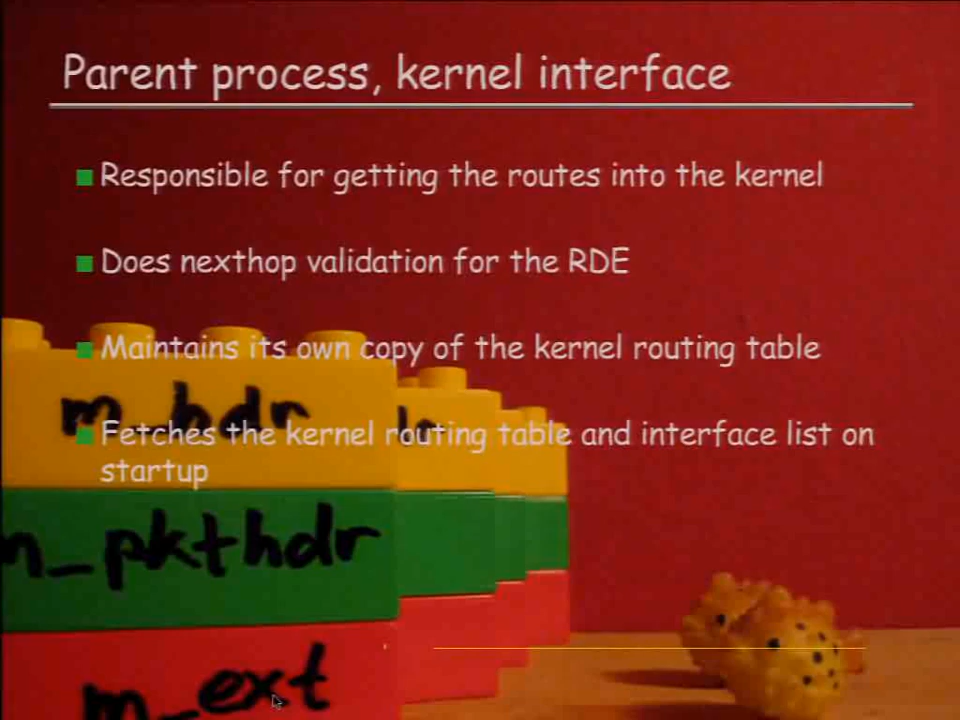 Parent process, kernel interface
Responsible for getting the routes into the kernel
Does nexthop validation for the RDE
Maintains its own copy of the kernel routing table
m_hdr
Fetches the kernel routing table and interface list on
startup
m_pkthdr
m_ext